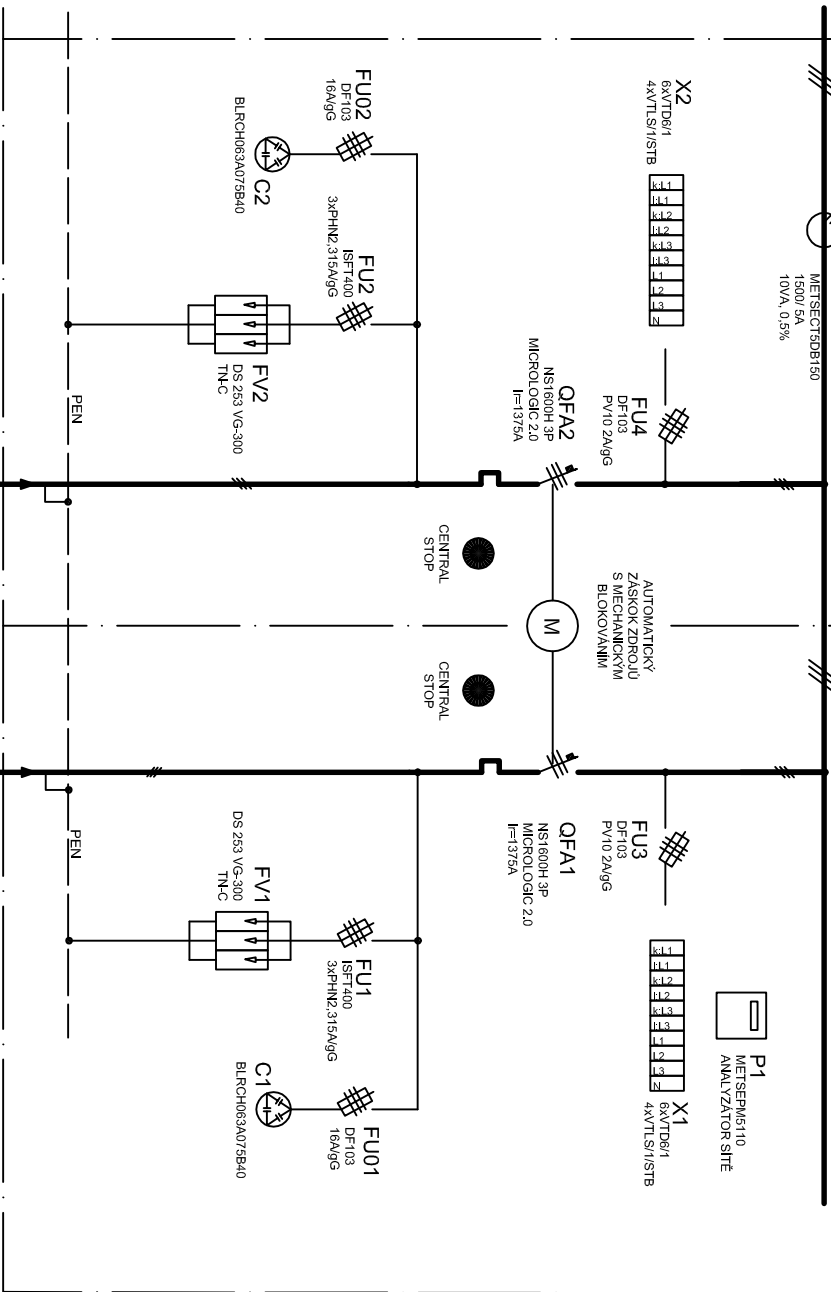 METSECT5DB150
1500/ 5A
10VA, 0,5%
P1
METSEPM5110
ANALYZÁTOR SÍTĚ
X2
6xVTD6/1
4xVTLS/1/STB
k:L1
l:L1
k:L2
l:L2
k:L3
l:L3
L1
L2
L3
N
X1
6xVTD6/1
4xVTLS/1/STB
k:L1
l:L1
k:L2
l:L2
k:L3
l:L3
L1
L2
L3
N
AUTOMATICKÝ
ZÁSKOK ZDROJŮ
S MECHANICKÝM
BLOKOVÁNÍM
FU4
DF103
PV10 2A/gG
FU3
DF103
PV10 2A/gG
QFA2
NS1600H 3P
MICROLOGIC 2.0
Ir=1375A
M
QFA1
NS1600H 3P
MICROLOGIC 2.0
Ir=1375A
CENTRAL
STOP
CENTRAL
STOP
FU02
DF103
16A/gG
FU2
ISFT400
3xPHN2,315A/gG
FU1
ISFT400
3xPHN2,315A/gG
FU01
DF103
16A/gG
C2
BLRCH063A075B40
FV2
DS 253 VG-300
TN-C
FV1
DS 253 VG-300
TN-C
C1
BLRCH063A075B40
PEN
PEN